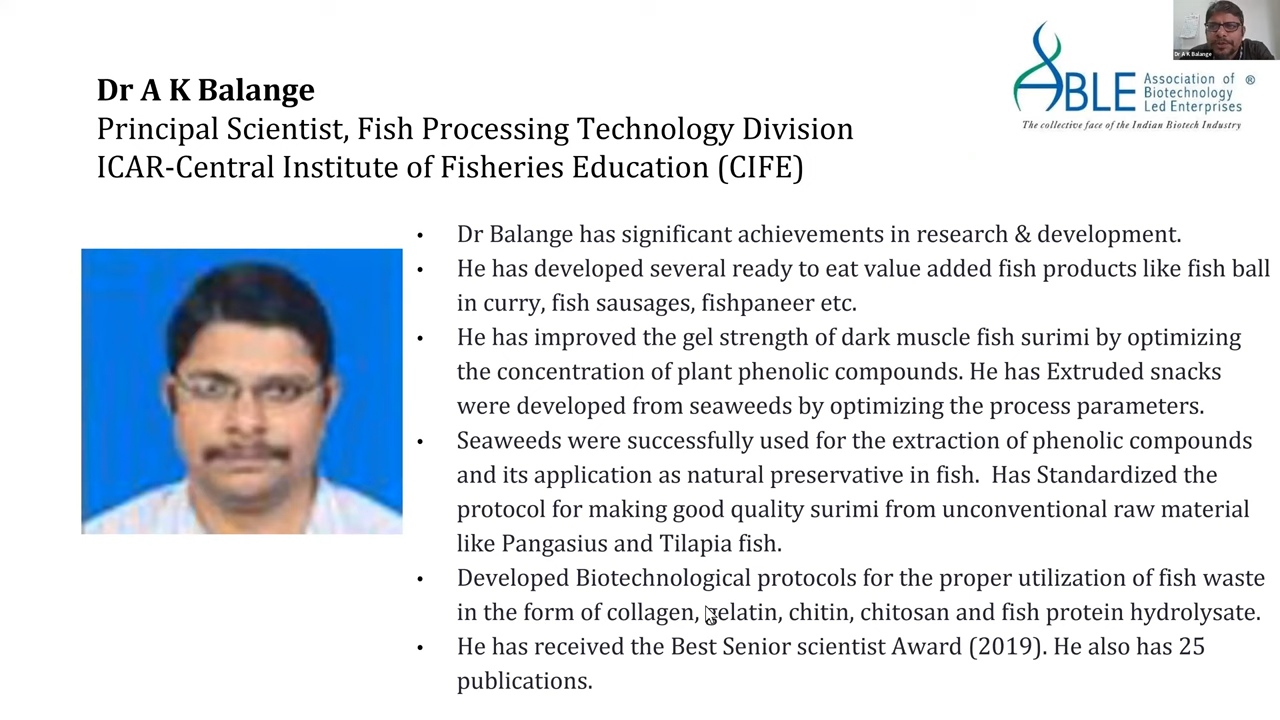 Dr A K Balange
Principal Scientist, Fish Processing Technology Division
ICAR-Central Institute of Fisheries Education (CIFE)
ABLE Association of ®
Biotechnology
Led Enterprises
The collective face of the Indian Biotech Industry
Dr A K Balange
• Dr Balange has significant achievements in research & development.
• He has developed several ready to eat value added fish products like fish ball
in curry, fish sausages, fishpaneer etc.
• He has improved the gel strength of dark muscle fish surimi by optimizing
the concentration of plant phenolic compounds. He has Extruded snacks
were developed from seaweeds by optimizing the process parameters.
• Seaweeds were successfully used for the extraction of phenolic compounds
and its application as natural preservative in fish.  Has Standardized the
protocol for making good quality surimi from unconventional raw material
like Pangasius and Tilapia fish.
• Developed Biotechnological protocols for the proper utilization of fish waste
in the form of collagen, gelatin, chitin, chitosan and fish protein hydrolysate.
• He has received the Best Senior scientist Award (2019). He also has 25
publications.